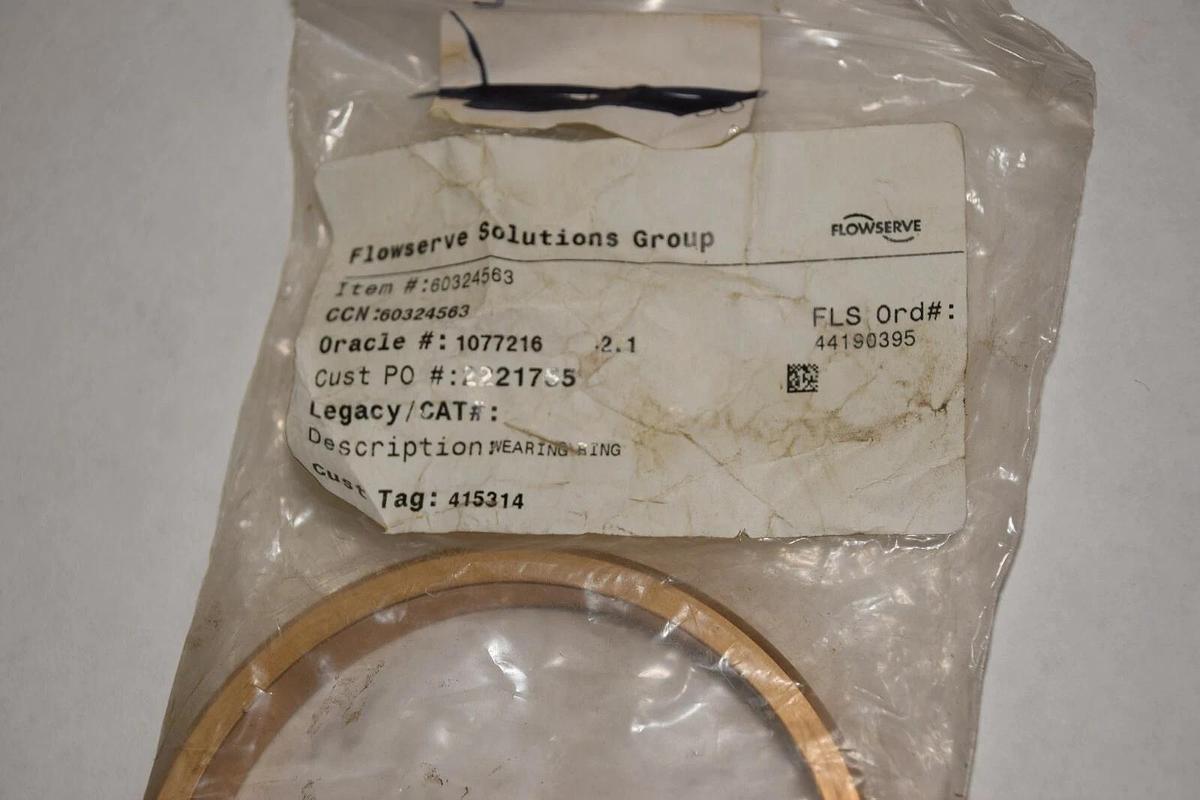 Flowserve Solutions Group
FLOWSERVE
Item #:60324563
CCN:60324563
FLS Ord#:
44190395
Oracle #: 1077216 -2.1
Cust PO #:
Legacy/CAT#:
Description:WEARING RING
Cust Tag: 415314